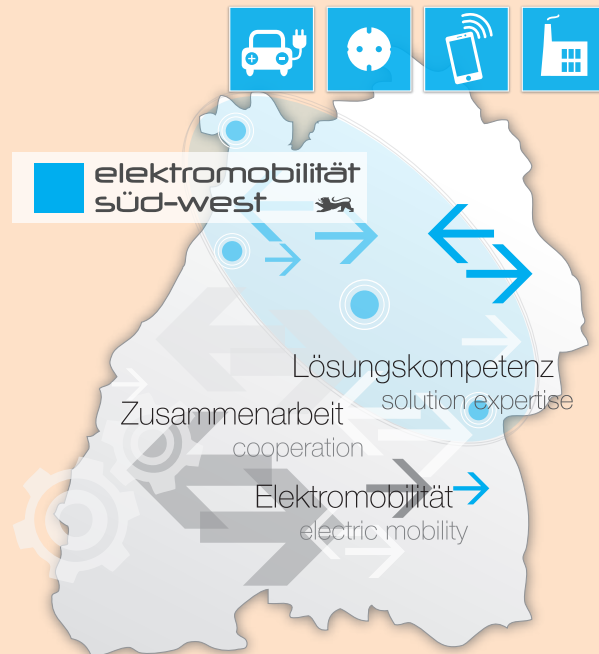 elektromobilität
süd-west
Lösungskompetenz
solution expertise
Zusammenarbeit
cooperation
Elektromobilität
electric mobility